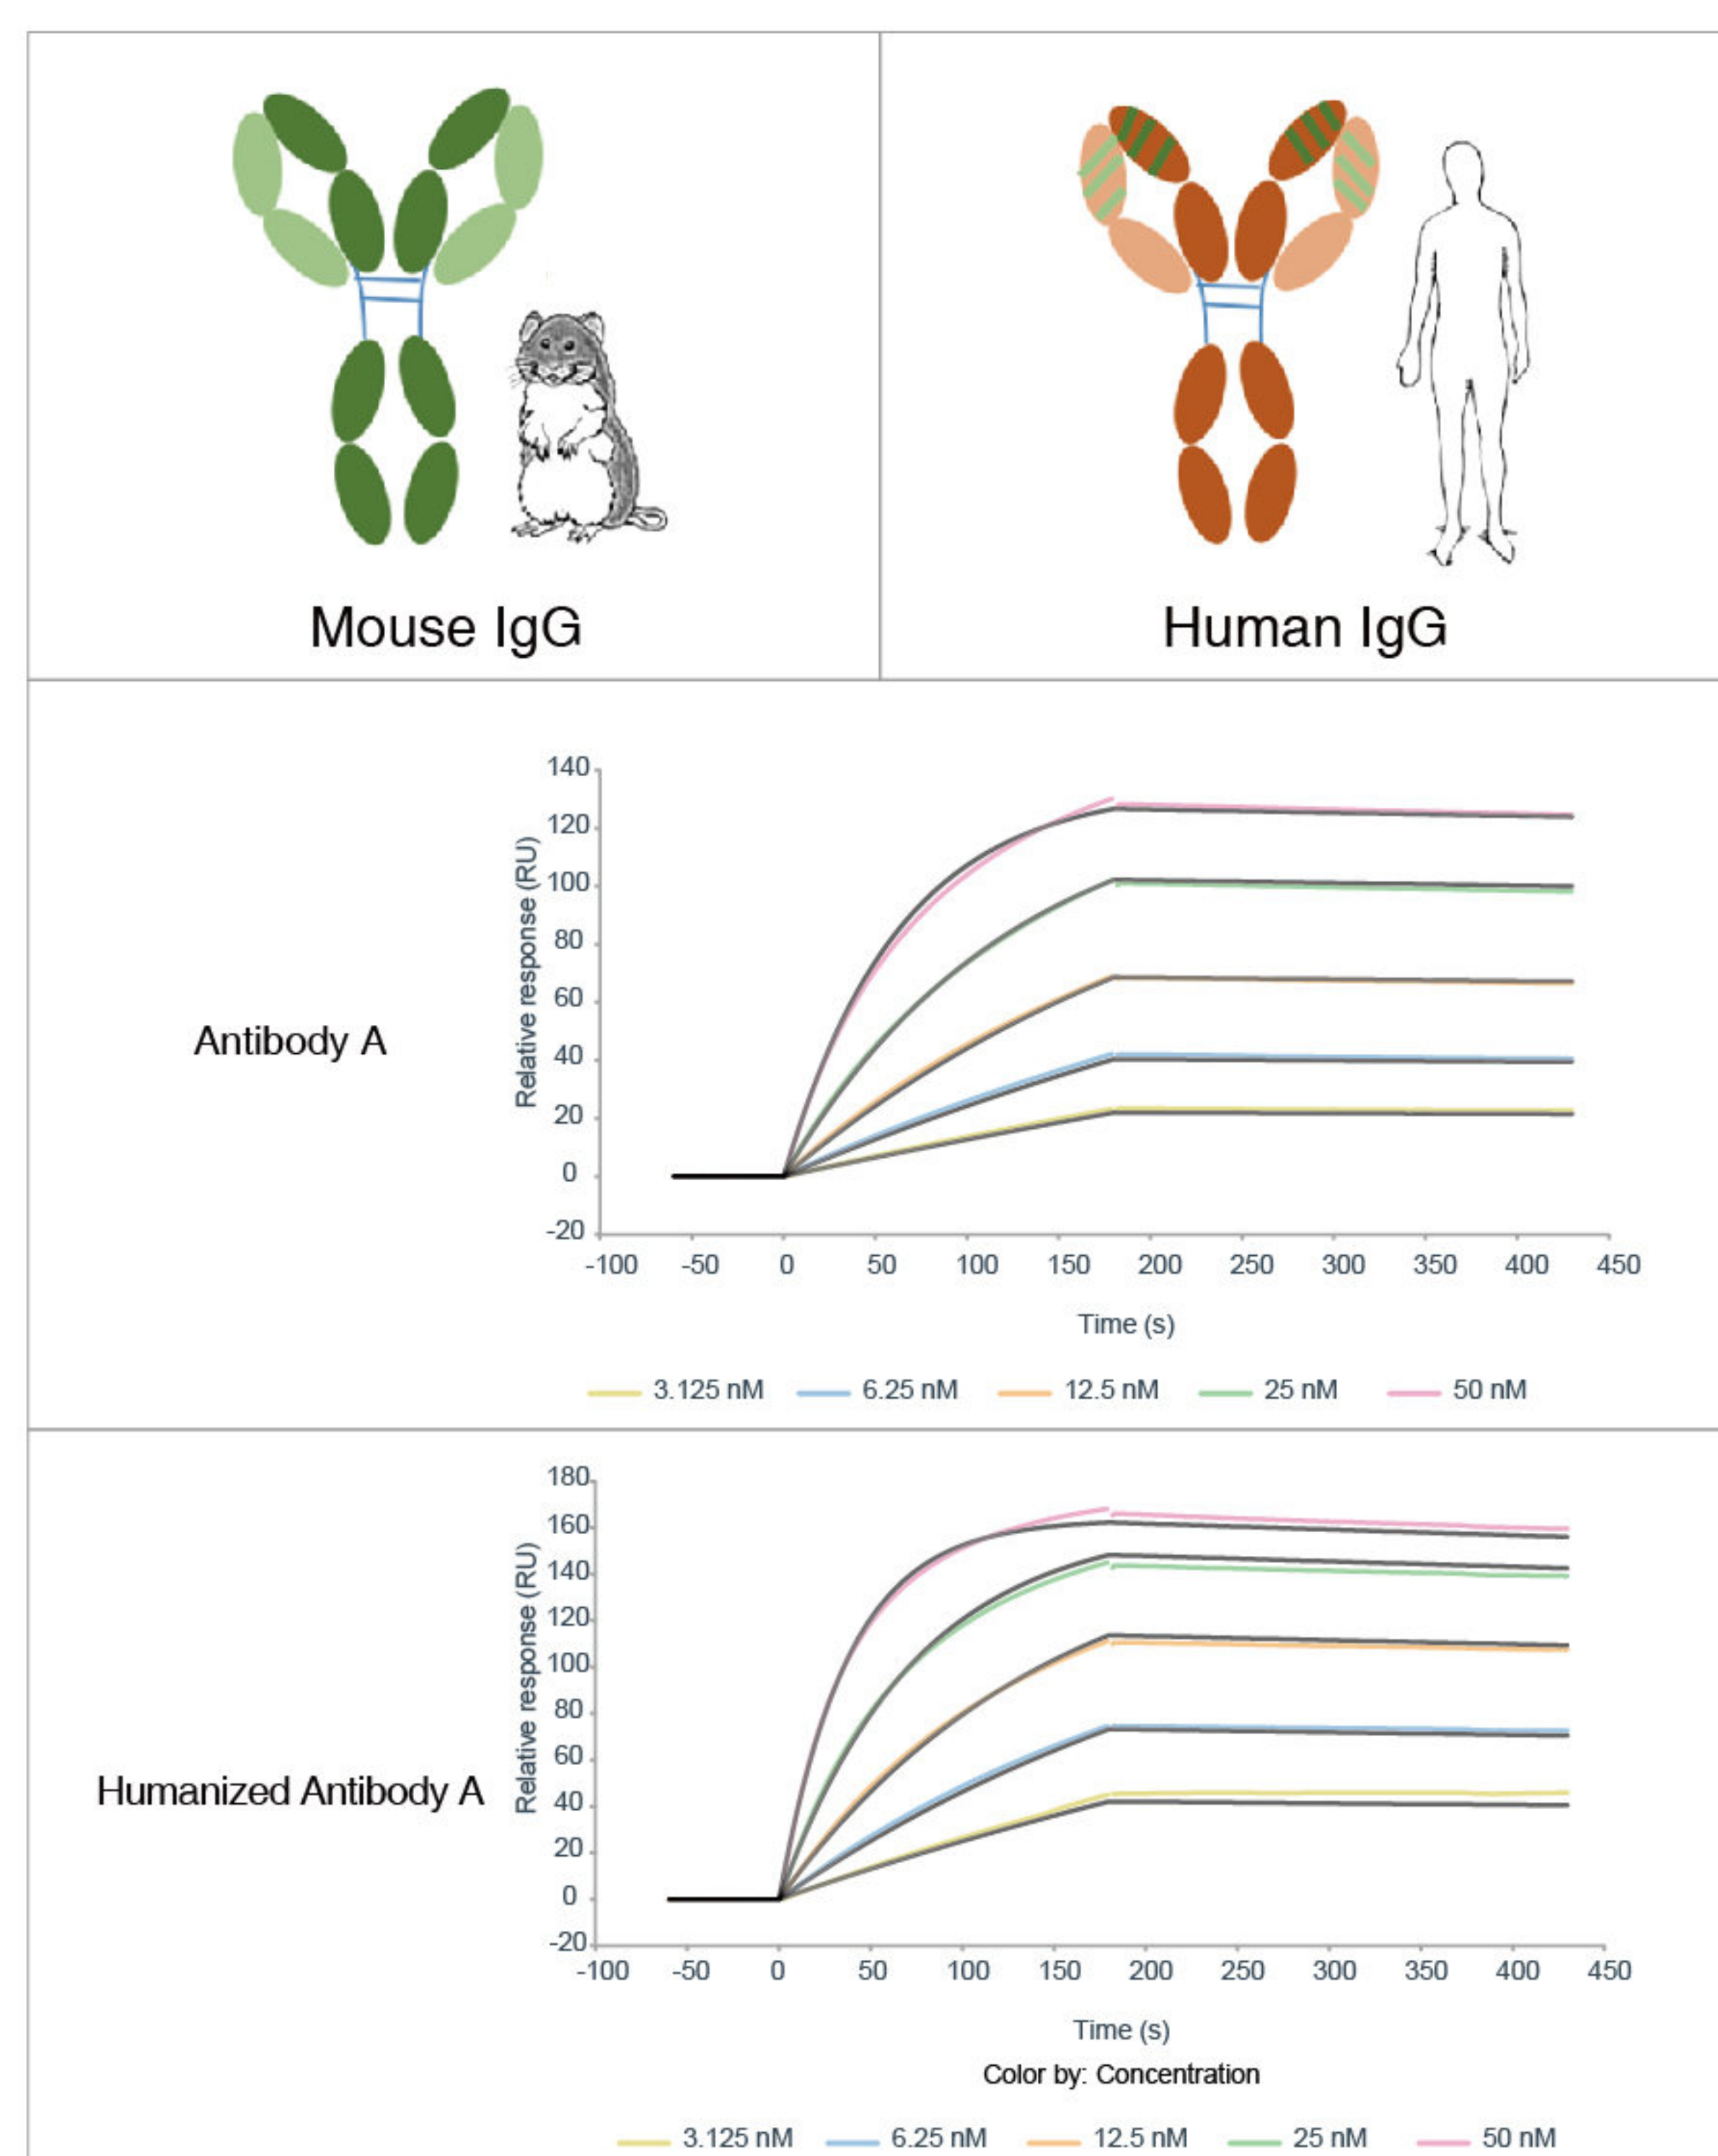 Mouse IgG
Human IgG
Antibody A
Relative response (RU)
140
120
100
80
60
40
20
0
-20
-100 -50 0 50 100 150 200 250 300 350 400 450
Time (s)
3.125 nM 6.25 nM 12.5 nM 25 nM 50 nM
Humanized Antibody A
Relative response (RU)
180
160
140
120
100
80
60
40
20
0
-20
-100 -50 0 50 100 150 200 250 300 350 400 450
Time (s)
Color by: Concentration
3.125 nM 6.25 nM 12.5 nM 25 nM 50 nM